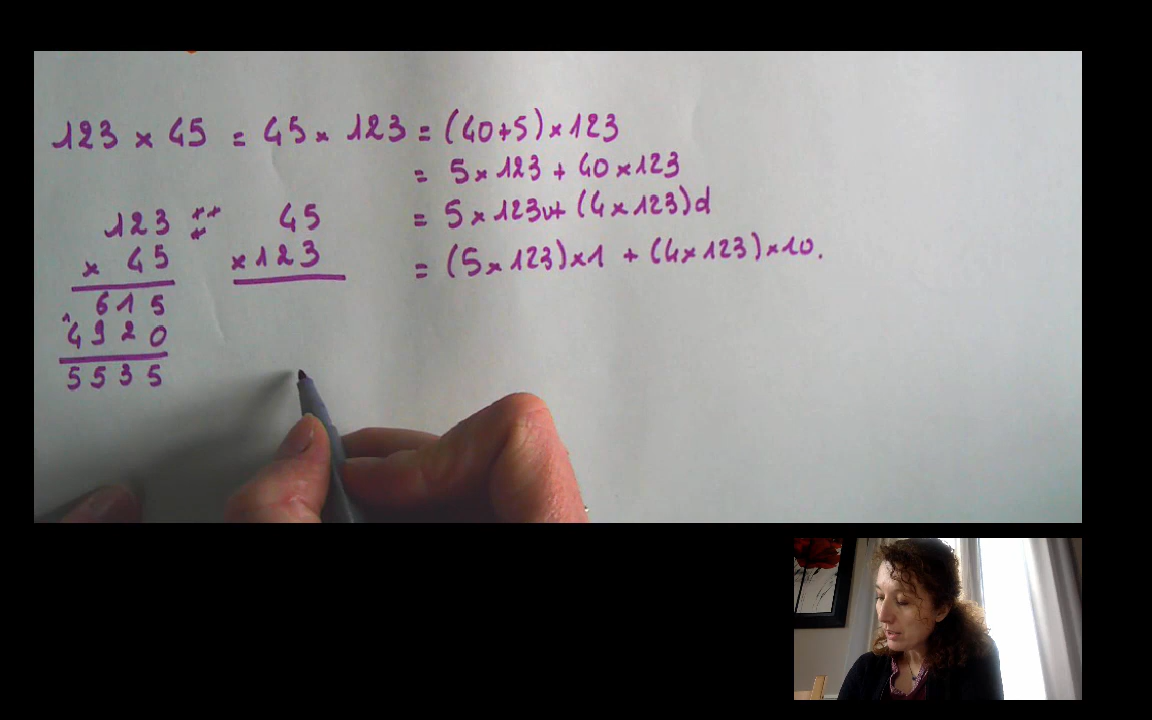 123 × 45 = 45 × 123 = (40+5)×123
= 5×123 + 40×123
= 5×123u+ (4×123)d
= (5×123)×1 + (4×123)×10.
123
× 45
615
4920
5535
45
×123